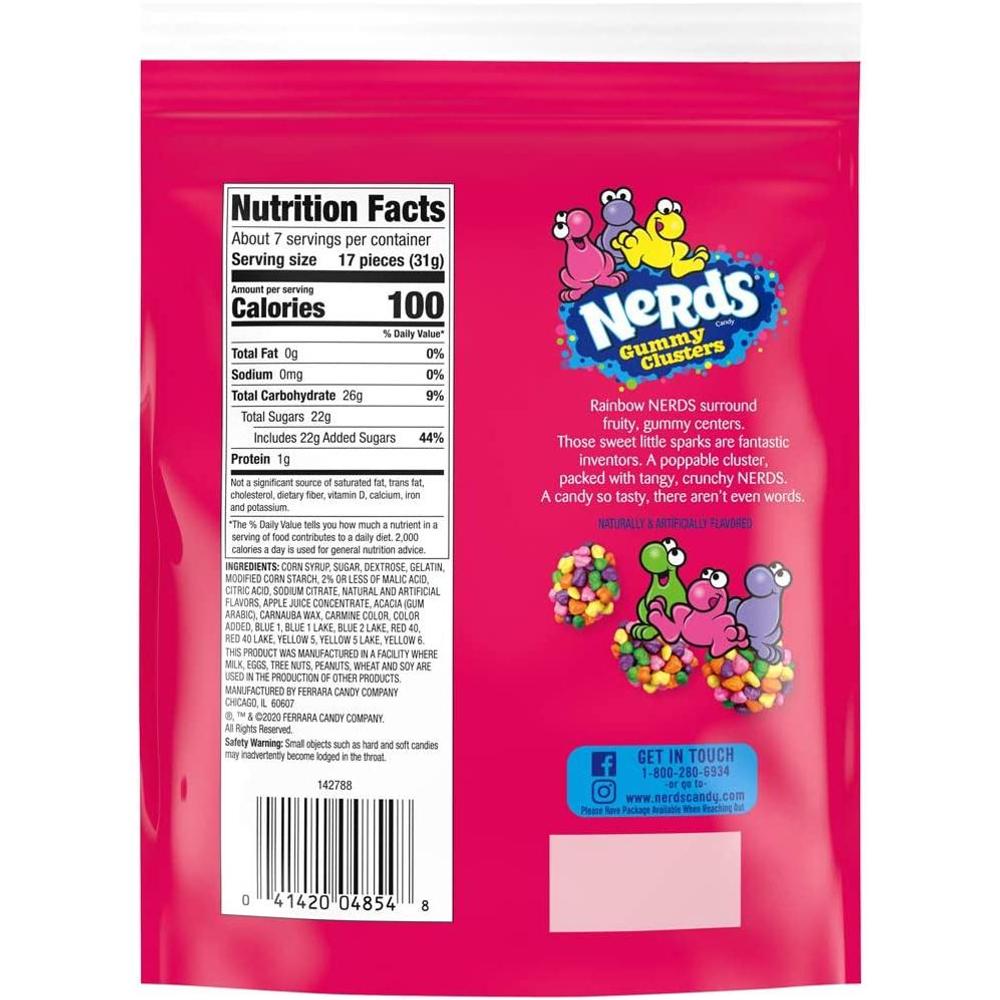 Nutrition Facts
About 7 servings per container
Serving size 17 pieces (31g)
Amount per serving
Calories 100
% Daily Value*
Total Fat 0g 0%
Sodium 0mg 0%
Total Carbohydrate 26g 9%
Total Sugars 22g
Includes 22g Added Sugars 44%
Protein 1g
Not a significant source of saturated fat, trans fat,
cholesterol, dietary fiber, vitamin D, calcium, iron
and potassium.
*The % Daily Value tells you how much a nutrient in a
serving of food contributes to a daily diet. 2,000
calories a day is used for general nutrition advice.
INGREDIENTS: CORN SYRUP, SUGAR, DEXTROSE, GELATIN,
MODIFIED CORN STARCH, 2% OR LESS OF MALIC ACID,
CITRIC ACID, SODIUM CITRATE, NATURAL AND ARTIFICIAL
FLAVORS, APPLE JUICE CONCENTRATE, ACACIA (GUM
ARABIC), CARNAUBA WAX, CARMINE COLOR, COLOR
ADDED, BLUE 1, BLUE 1 LAKE, BLUE 2 LAKE, RED 40,
RED 40 LAKE, YELLOW 5, YELLOW 5 LAKE, YELLOW 6.
THIS PRODUCT WAS MANUFACTURED IN A FACILITY WHERE
MILK, EGGS, TREE NUTS, PEANUTS, WHEAT AND SOY ARE
USED IN THE PRODUCTION OF OTHER PRODUCTS.
MANUFACTURED BY FERRARA CANDY COMPANY
CHICAGO, IL 60607
®, ™ & ©2020 FERRARA CANDY COMPANY.
All Rights Reserved.
Safety Warning: Small objects such as hard and soft candies
may inadvertently become lodged in the throat.
142788
0 41420 04854 8
NeRdS®
Candy
Gummy
Clusters
Rainbow NERDS surround
fruity, gummy centers.
Those sweet little sparks are fantastic
inventors. A poppable cluster,
packed with tangy, crunchy NERDS.
A candy so tasty, there aren't even words.
NATURALLY & ARTIFICIALLY FLAVORED
GET IN TOUCH
1-800-280-6934
-or go to-
www.nerdscandy.com
Please Have Package Available When Reaching Out